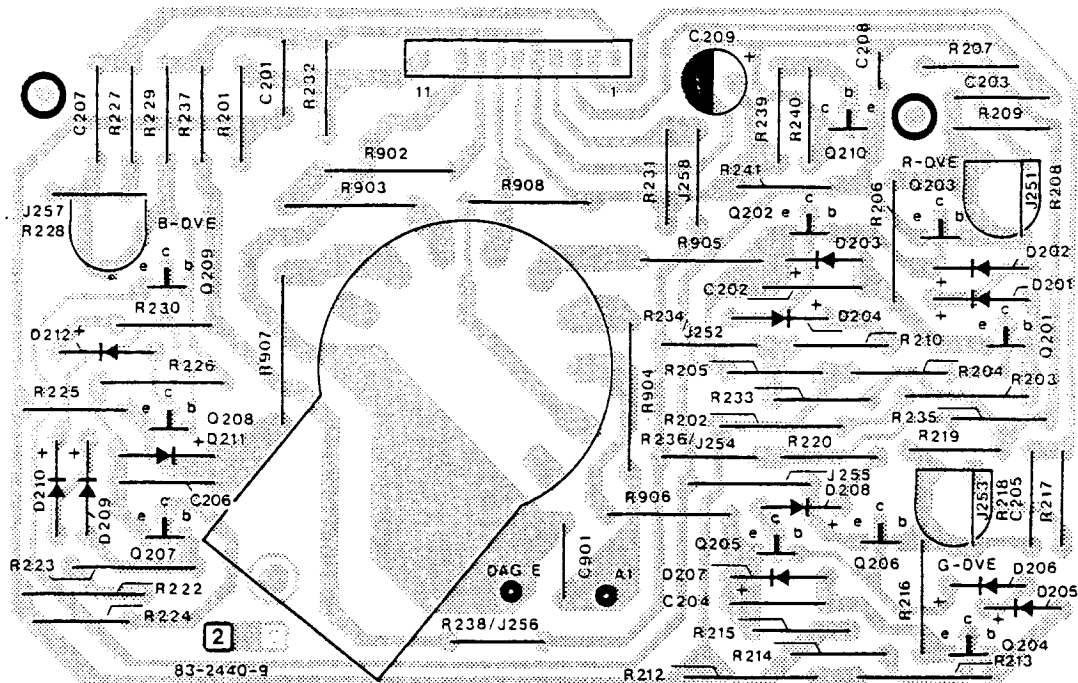 C209
+
C208
R207
C203
R209
11
1
C207
R227
R229
R237
R201
C201
R232
R239
R240
c b e
Q210
R902
R903
R908
R231
J258
R241
R206
R-DVE
Q203
e c b
J251
R208
J257
R228
B-DVE
e c b
Q209
Q202
e c b
D203
+
R905
C202
D202
+
D201
+
R230
D212
+
R907
R234/J252
D204
+
R210
e c b
Q201
R226
R225
R205
R204
R203
R233
R904
R202
R235
e c b
Q208
D211
+
R236/J254
R220
R219
D210
+
D209
+
C206
J255
D208
+
J253
R218
C205
R217
e c b
Q207
R906
e c b
Q205
e c b
Q206
R223
R222
R224
DAG E
C901
A1
D207
+
C204
R216
G-DVE
D206
+
D205
+
2
R238/J256
R215
R214
e c b
Q204
R213
83-2440-9
R212